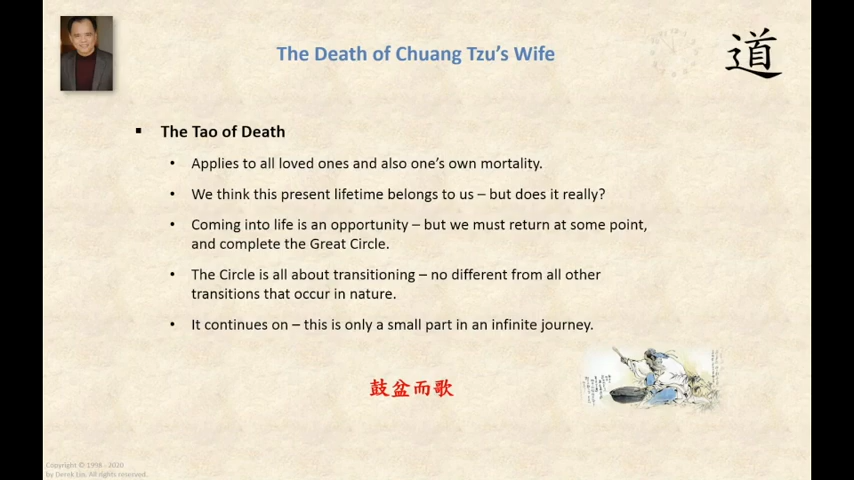 The Death of Chuang Tzu's Wife
道
▪ The Tao of Death
• Applies to all loved ones and also one's own mortality.
• We think this present lifetime belongs to us – but does it really?
• Coming into life is an opportunity – but we must return at some point,
and complete the Great Circle.
• The Circle is all about transitioning – no different from all other
transitions that occur in nature.
• It continues on – this is only a small part in an infinite journey.
鼓盆而歌
Copyright © 1998 - 2020
by Derek Lin. All rights reserved.